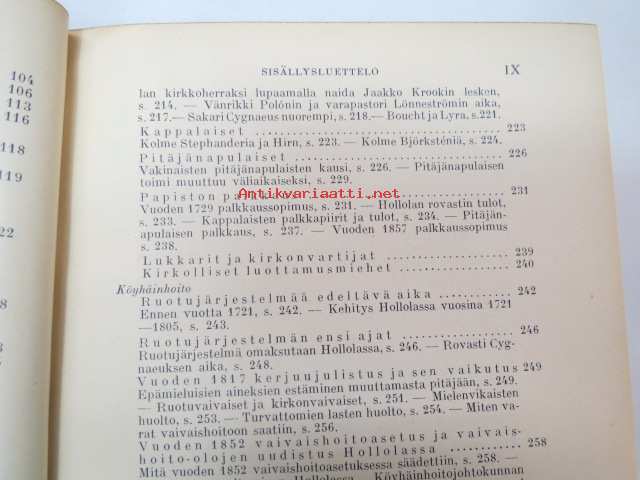 104
106
113
116
118
119
22
8
0
3
4
6
7
SISÄLLYSLUETTELO IX
lan kirkkoherraksi lupaamalla naida Jaakko Krookin lesken,
s. 214. — Vänrikki Polónin ja varapastori Lönneströmin aika,
s. 217.— Sakari Cygnaeus nuorempi, s. 218.— Boucht ja Lyra, s. 221.
Kappalaiset 223
Kolme Stephanderia ja Hirn, s. 223. — Kolme Björksténiä, s. 224.
Pitäjänapulaiset 226
Vakinaisten pitäjänapulaisten kausi, s. 226. — Pitäjänapulaisen
toimi muuttuu väliaikaiseksi, s. 229.
Papiston 231
Vuoden 1729 palkkaussopimus, s. 231. — Hollolan rovastin tulot,
s. 233. — Kappalaisten palkkapiirit ja tulot, s. 234. — Pitäjän-
apulaisen palkkaus, s. 237. — Vuoden 1857 palkkaussopimus
s. 238.
Lukkarit ja kirkonvartijat 239
Kirkolliset luottamusmiehet 240
Köyhäinhoito
Ruotujärjestelmää edeltävä aika 242
Ennen vuotta 1721, s. 242. — Kehitys Hollolassa vuosina 1721
—1805, s. 243.
Ruotujärjestelmän ensi ajat 246
Ruotujärjestelmä omaksutaan Hollolassa, s. 246. — Rovasti Cyg-
naeuksen aika, s. 248.
Vuoden 1817 kerjuujulistus ja sen vaikutus 249
Epämieluisien aineksien estäminen muuttamasta pitäjään, s. 249.
— Ruotuvaivaiset ja kirkonvaivaiset, s. 251. — Mielenvikaisten
huolto, s. 253. — Turvattomien lasten huolto, s. 254. — Miten va-
rat vaivaishoitoon saatiin, s. 256.
Vuoden 1852 vaivaishoitoasetus ja vaivais-
hoito-olojen uudistus Hollolassa 258
Mitä vuoden 1852 vaivaishoitoasetuksessa säädettiin, s. 258. —
Köyhäinhoitojohtokunnan
Antikvariaatti.net